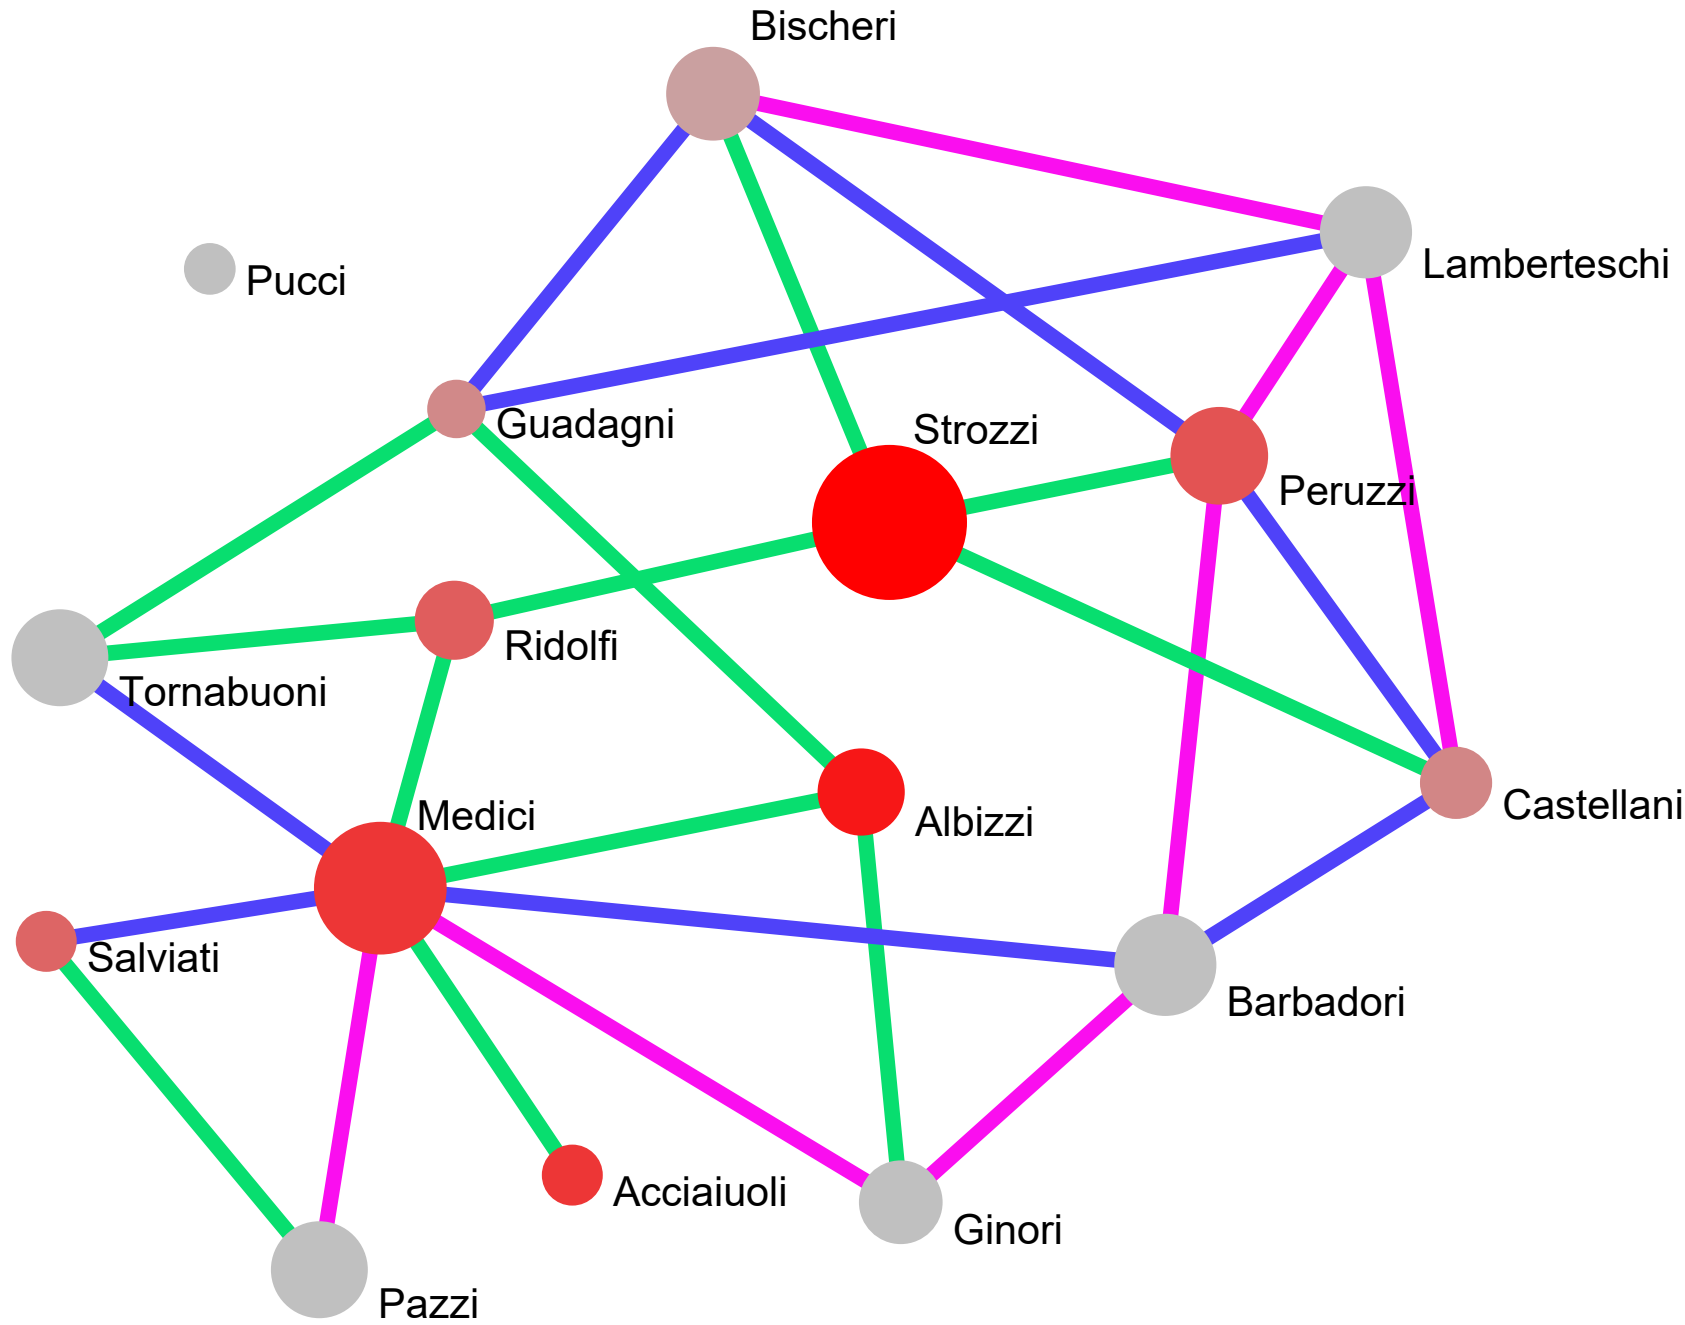 Bischeri
Lamberteschi
Pucci
Guadagni
Strozzi
Peruzzi
Ridolfi
Tornabuoni
Medici
Albizzi
Castellani
Salviati
Barbadori
Acciaiuoli
Ginori
Pazzi